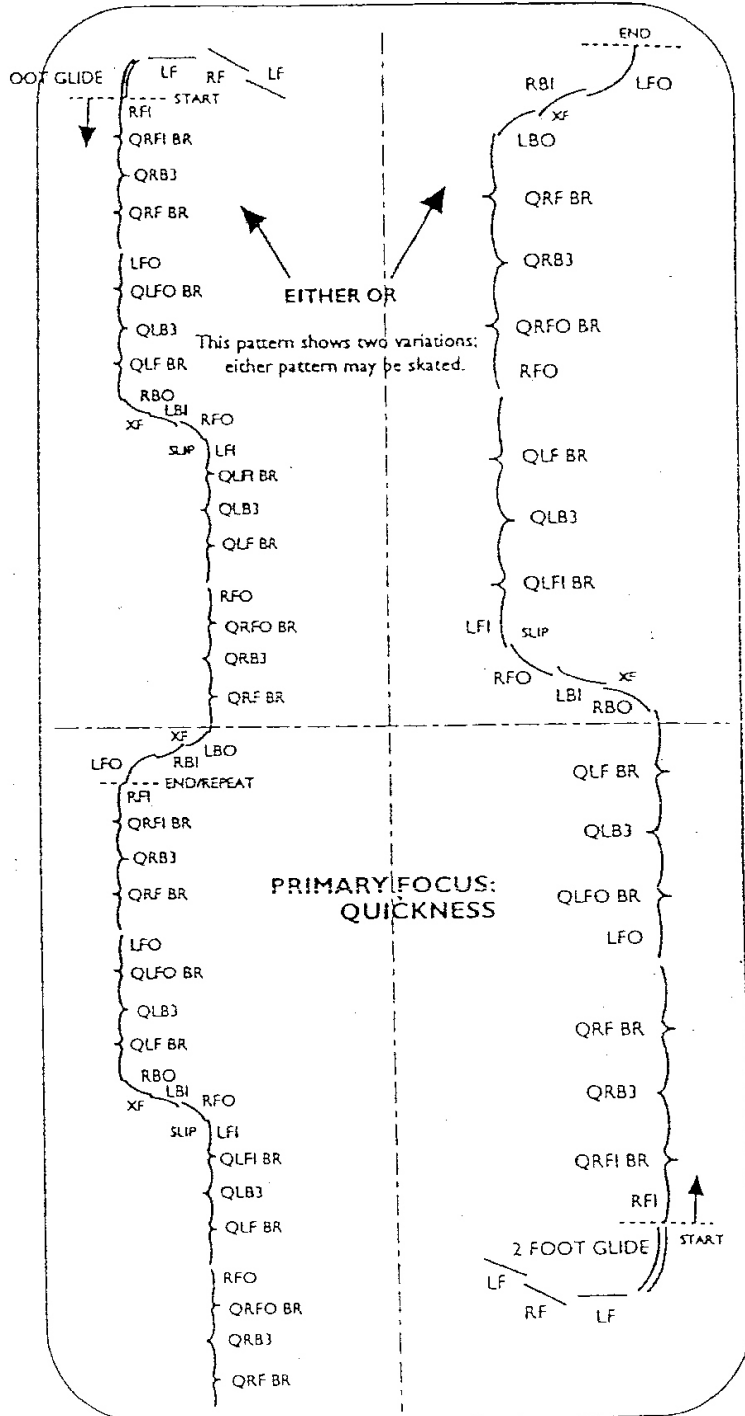 OOT GLIDE
LF
RF
LF
START
RFI
QRFI BR
QRB3
QRF BR
LFO
QLFO BR
QLB3
QLF BR
RBO
XF
LBI
RFO
SLIP
LFI
QLFI BR
QLB3
QLF BR
RFO
QRFO BR
QRB3
QRF BR
XF
LBO
RBI
LFO
END/REPEAT
RFI
QRFI BR
QRB3
QRF BR
LFO
QLFO BR
QLB3
QLF BR
RBO
XF
LBI
RFO
SLIP
LFI
QLFI BR
QLB3
QLF BR
RFO
QRFO BR
QRB3
QRF BR
EITHER OR
This pattern shows two variations;
either pattern may be skated.
PRIMARY FOCUS:
QUICKNESS
END
RBI
LFO
XF
LBO
QRF BR
QRB3
QRFO BR
RFO
QLF BR
QLB3
QLFI BR
LFI
SLIP
RFO
LBI
XF
RBO
QLF BR
QLB3
QLFO BR
LFO
QRF BR
QRB3
QRFI BR
RFI
START
2 FOOT GLIDE
LF
RF
LF